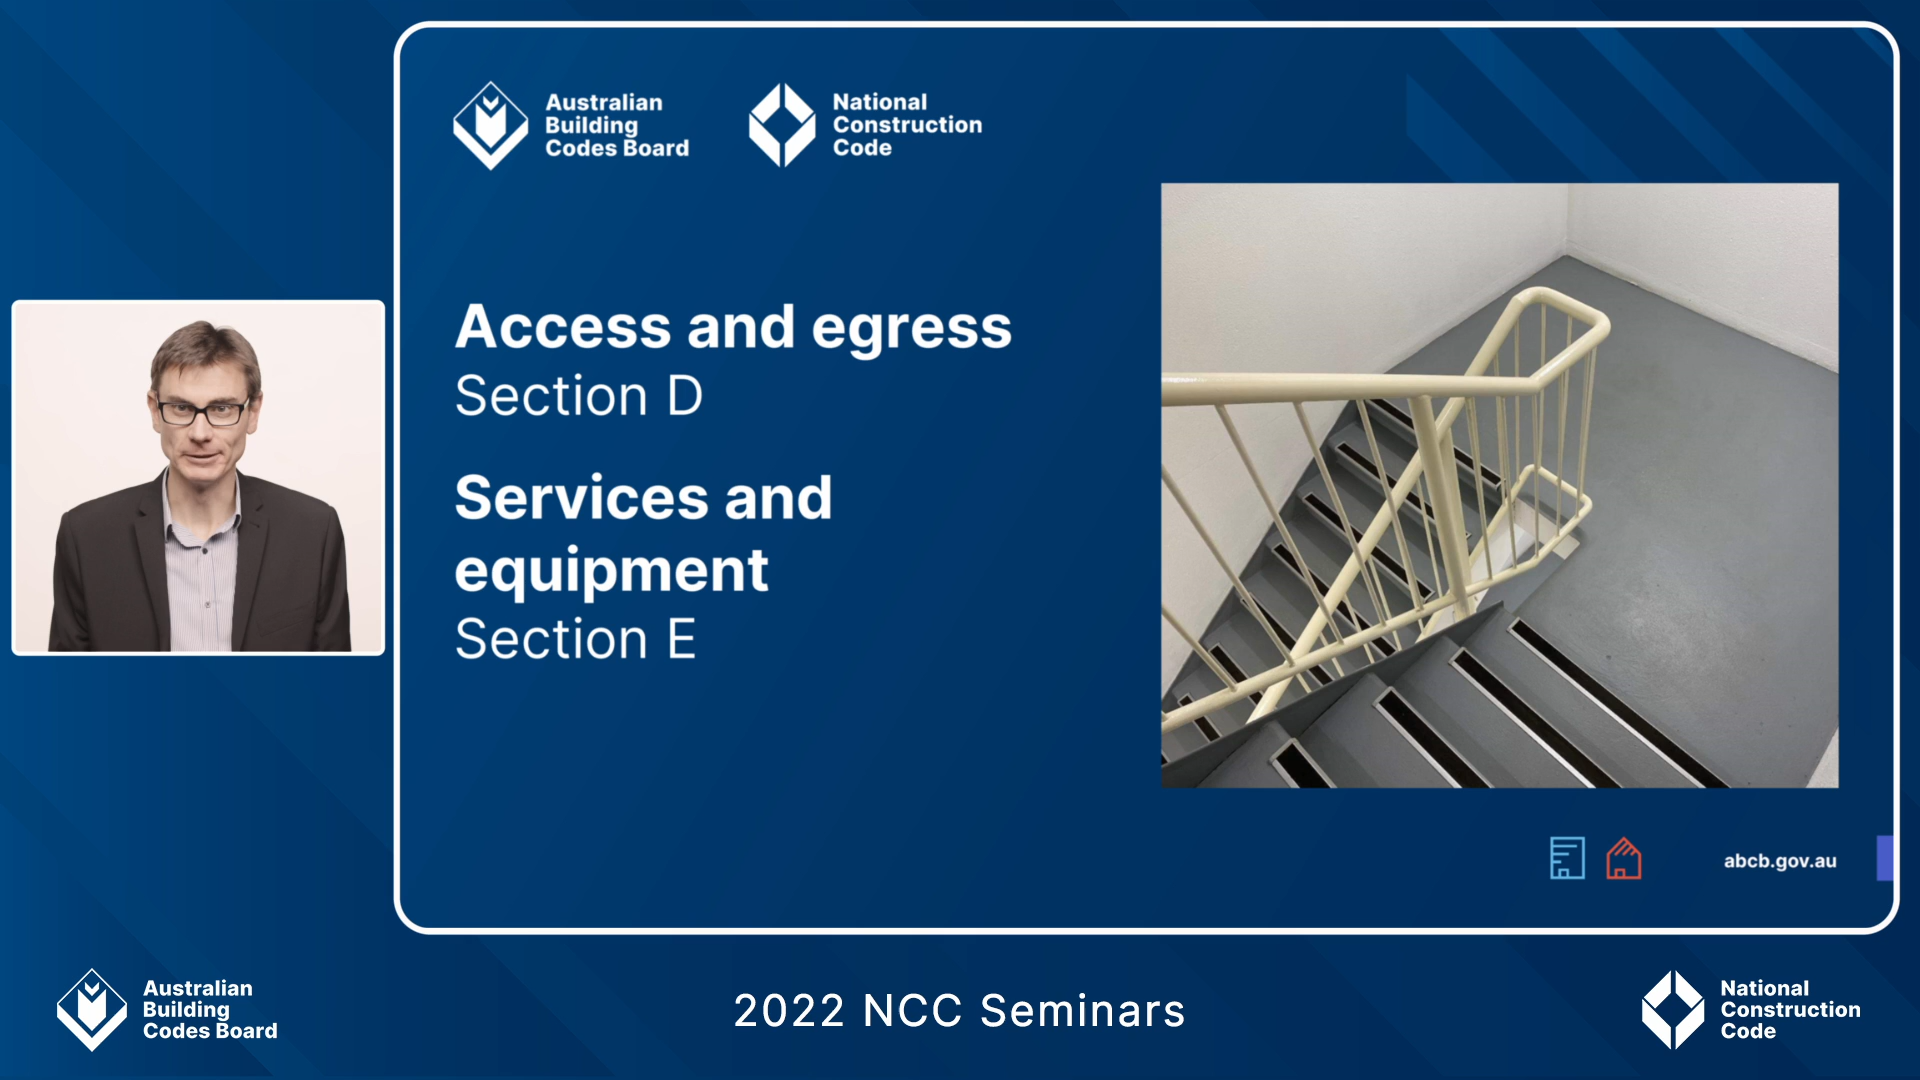 Australian
Building
Codes Board
National
Construction
Code
Access and egress
Section D
Services and
equipment
Section E
abcb.gov.au
Australian
Building
Codes Board
2022 NCC Seminars
National
Construction
Code